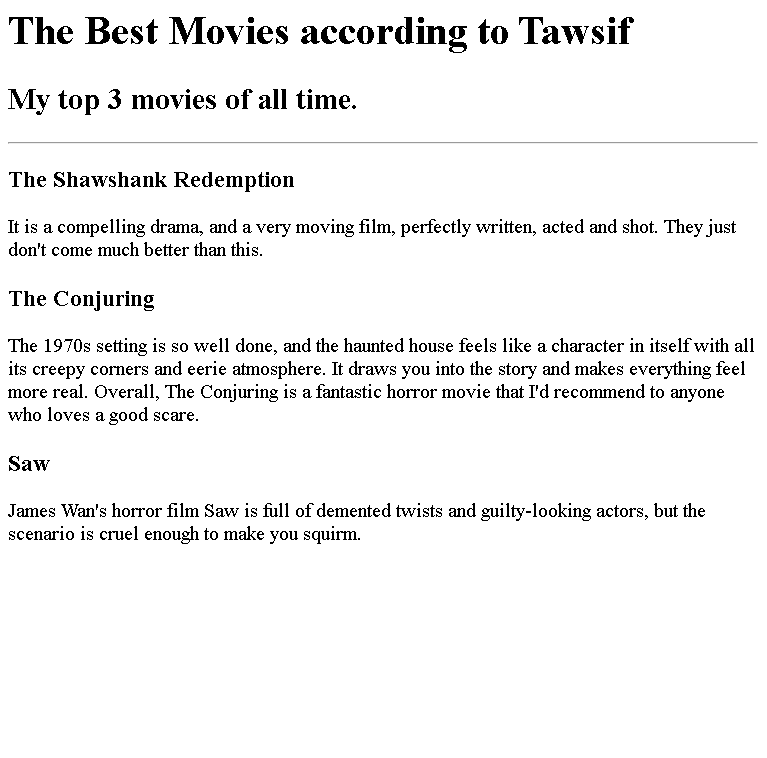 The Best Movies according to Tawsif
My top 3 movies of all time.
The Shawshank Redemption
It is a compelling drama, and a very moving film, perfectly written, acted and shot. They just
don't come much better than this.
The Conjuring
The 1970s setting is so well done, and the haunted house feels like a character in itself with all
its creepy corners and eerie atmosphere. It draws you into the story and makes everything feel
more real. Overall, The Conjuring is a fantastic horror movie that I'd recommend to anyone
who loves a good scare.
Saw
James Wan's horror film Saw is full of demented twists and guilty-looking actors, but the
scenario is cruel enough to make you squirm.